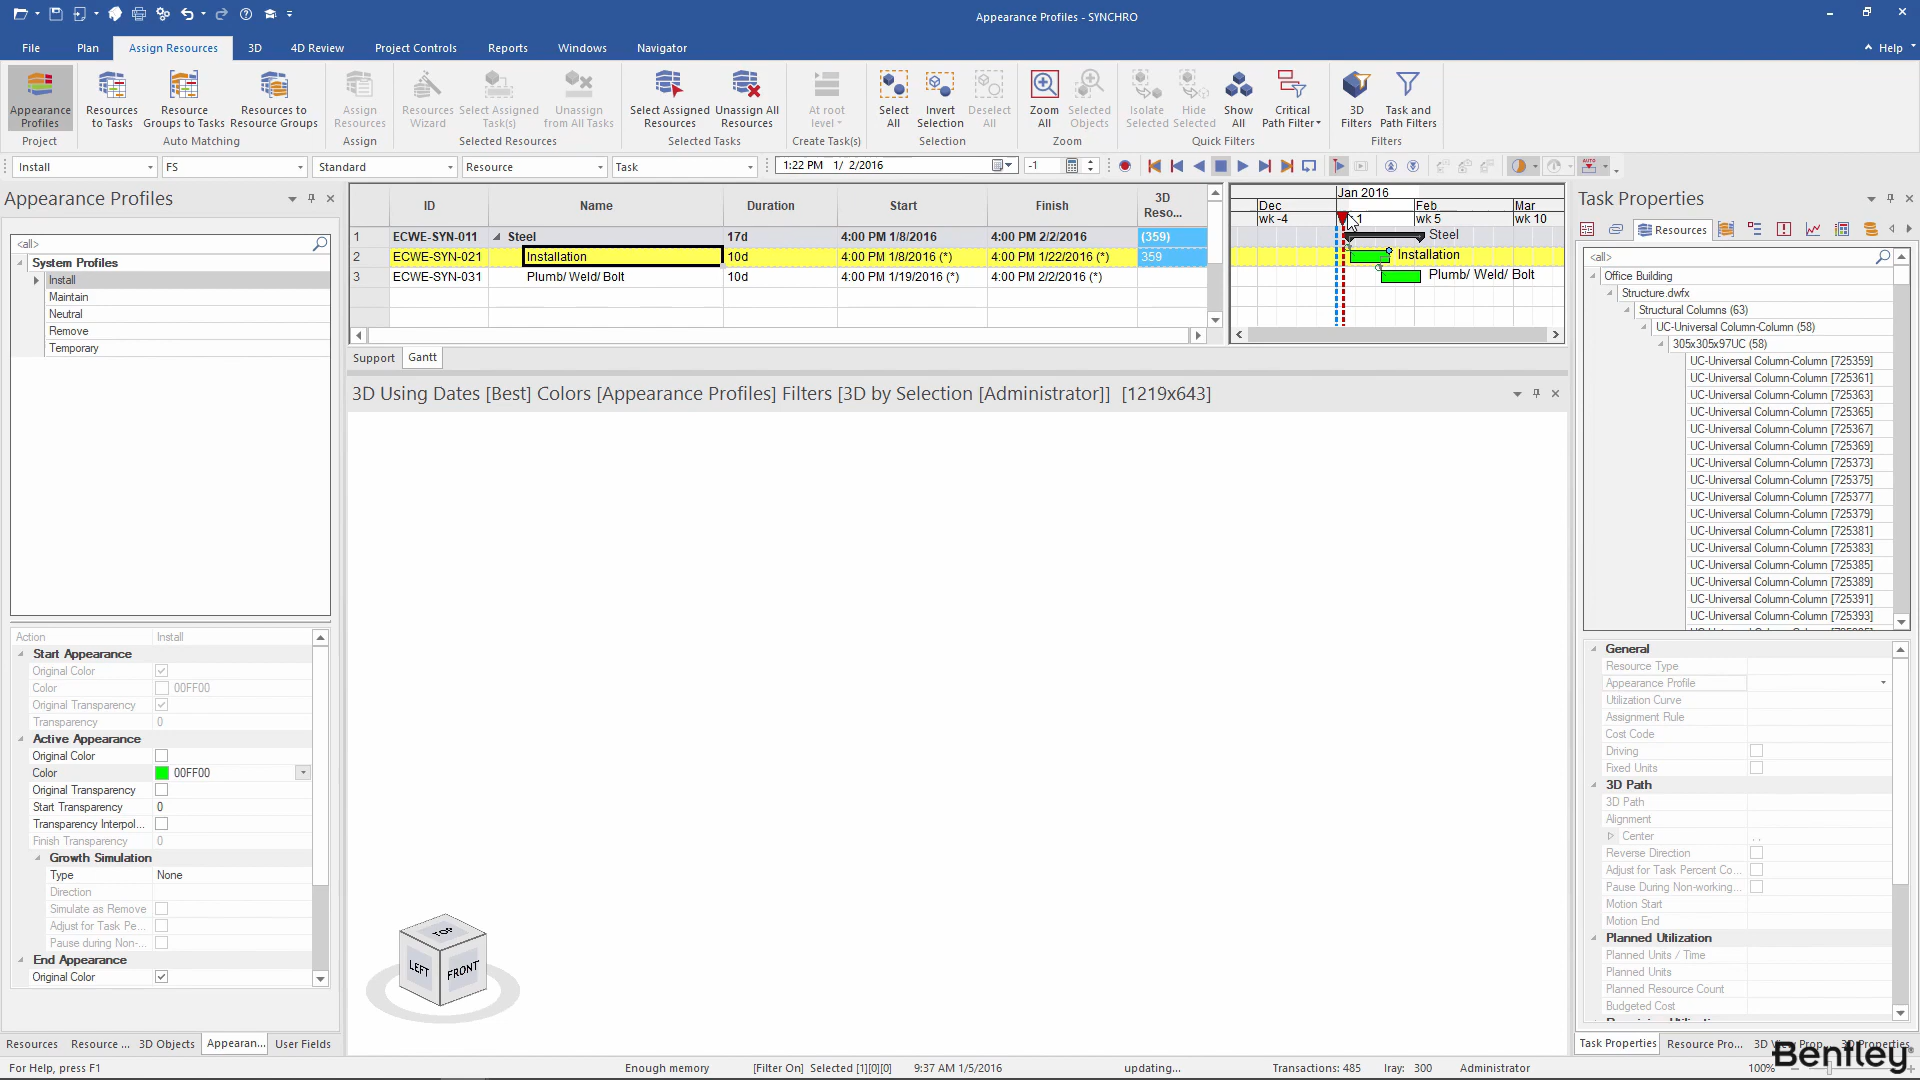 Appearance Profiles - SYNCHRO
File Plan Assign Resources 3D 4D Review Project Controls Reports Windows Navigator Help
Appearance Profiles
Resources to Tasks
Resource Groups to Tasks
Resources to Resource Groups
Assign Resources
Resources Wizard
Select Assigned Task(s)
Unassign from All Tasks
Select Assigned Resources
Unassign All Resources
At root level
Select All
Invert Selection
Deselect All
Zoom All
Selected Objects
Isolate Selected
Hide Selected
Show All
Critical Path Filter
3D Filters
Task and Path Filters
Project Auto Matching Assign Selected Resources Selected Tasks Create Task(s) Selection Zoom Quick Filters Filters
Install FS Standard Resource Task 1:22 PM 1/ 2/2016 -1
Appearance Profiles
<all>
System Profiles
Install
Maintain
Neutral
Remove
Temporary
Action Install
Start Appearance
Original Color
Color 00FF00
Original Transparency
Transparency 0
Active Appearance
Original Color
Color 00FF00
Original Transparency
Start Transparency 0
Transparency Interpol...
Finish Transparency 0
Growth Simulation
Type None
Direction
Simulate as Remove
Adjust for Task Pe...
Pause during Non-...
End Appearance
Original Color
Resources Resource ... 3D Objects Appearan... User Fields
ID Name Duration Start Finish 3D Reso...
1 ECWE-SYN-011 Steel 17d 4:00 PM 1/8/2016 4:00 PM 2/2/2016 (359)
2 ECWE-SYN-021 Installation 10d 4:00 PM 1/8/2016 (*) 4:00 PM 1/22/2016 (*) 359
3 ECWE-SYN-031 Plumb/ Weld/ Bolt 10d 4:00 PM 1/19/2016 (*) 4:00 PM 2/2/2016 (*)
Jan 2016
Dec Feb Mar
wk -4 1 wk 5 wk 10
Steel
Installation
Plumb/ Weld/ Bolt
Support Gantt
3D Using Dates [Best] Colors [Appearance Profiles] Filters [3D by Selection [Administrator]] [1219x643]
TOP
LEFT FRONT
Task Properties
Resources
<all>
Office Building
Structure.dwfx
Structural Columns (63)
UC-Universal Column-Column (58)
305x305x97UC (58)
UC-Universal Column-Column [725359]
UC-Universal Column-Column [725361]
UC-Universal Column-Column [725363]
UC-Universal Column-Column [725365]
UC-Universal Column-Column [725367]
UC-Universal Column-Column [725369]
UC-Universal Column-Column [725373]
UC-Universal Column-Column [725375]
UC-Universal Column-Column [725377]
UC-Universal Column-Column [725379]
UC-Universal Column-Column [725381]
UC-Universal Column-Column [725383]
UC-Universal Column-Column [725385]
UC-Universal Column-Column [725389]
UC-Universal Column-Column [725391]
UC-Universal Column-Column [725393]
General
Resource Type
Appearance Profile
Utilization Curve
Assignment Rule
Cost Code
Driving
Fixed Units
3D Path
3D Path
Alignment
Center , ,
Reverse Direction
Adjust for Task Percent Co...
Pause During Non-working...
Motion Start
Motion End
Planned Utilization
Planned Units / Time
Planned Units
Planned Resource Count
Budgeted Cost
Task Properties Resource Pro... 3D View Prop... 3D Properties
Bentley
For Help, press F1 Enough memory [Filter On] Selected [1][0][0] 9:37 AM 1/5/2016 updating... Transactions: 485 Iray: 300 Administrator 100%